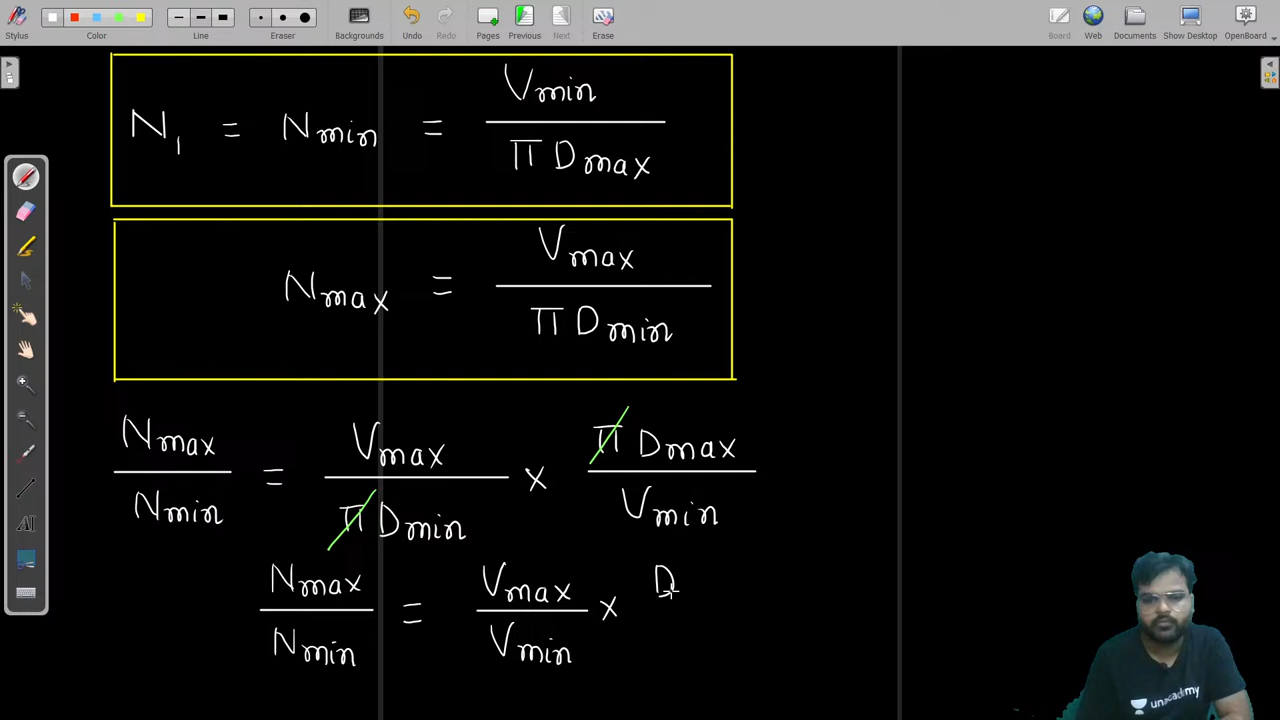 Stylus Color Line Eraser Backgrounds Undo Redo Pages Previous Next Erase Board Web Documents Show Desktop OpenBoard
N₁ = Nmin = Vmin / π Dmax
Nmax = Vmax / π Dmin
Nmax / Nmin = Vmax / π Dmin × π Dmax / Vmin
Nmax / Nmin = Vmax / Vmin × D
unacademy